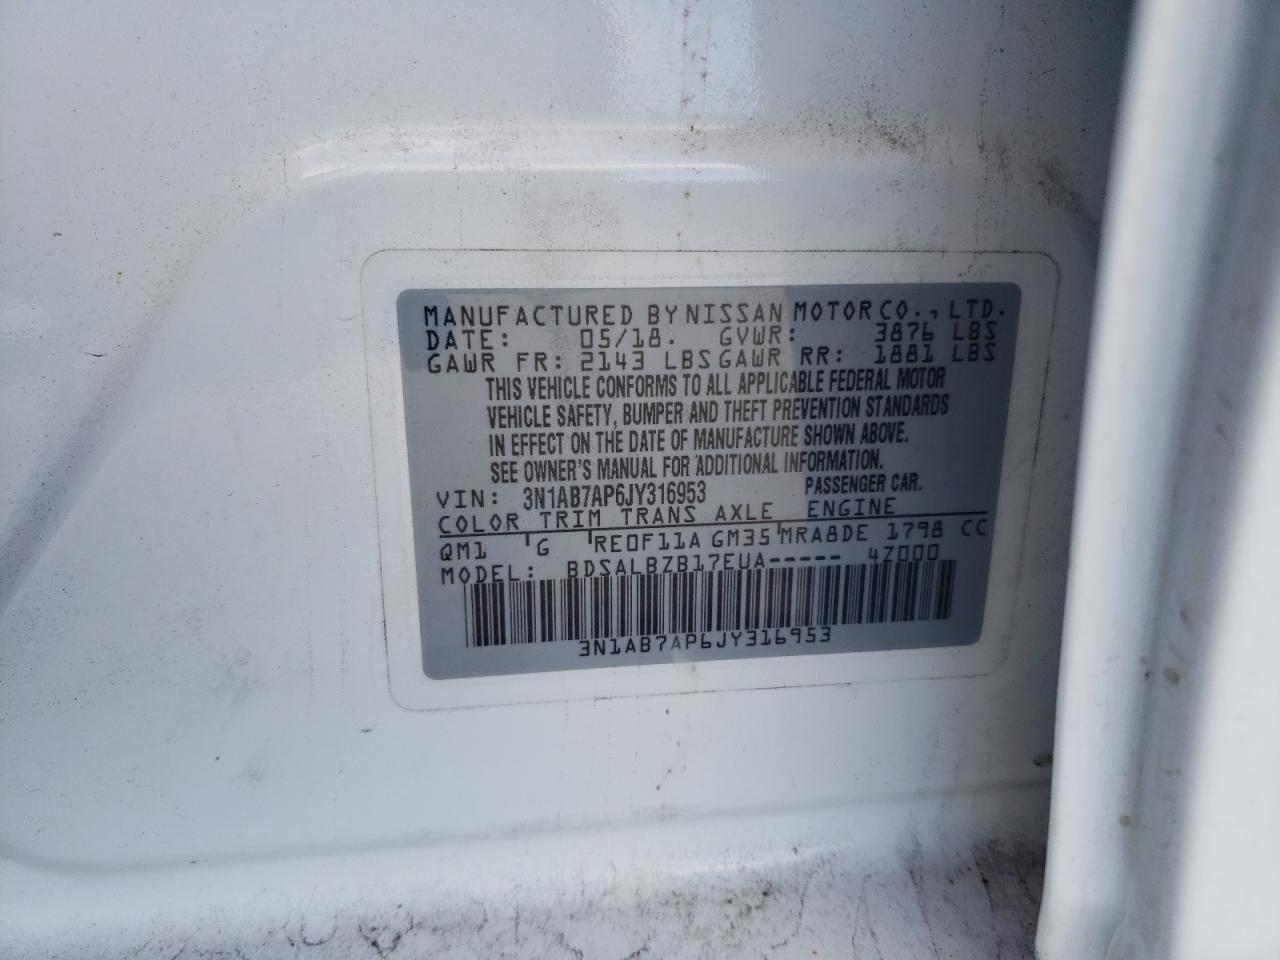 MANUFACTURED BY NISSAN MOTOR CO., LTD.
DATE: 05/18. GVWR: 3876 LBS
GAWR FR: 2143 LBS GAWR RR: 1881 LBS
THIS VEHICLE CONFORMS TO ALL APPLICABLE FEDERAL MOTOR
VEHICLE SAFETY, BUMPER AND THEFT PREVENTION STANDARDS
IN EFFECT ON THE DATE OF MANUFACTURE SHOWN ABOVE.
SEE OWNER'S MANUAL FOR ADDITIONAL INFORMATION.
VIN: 3N1AB7AP6JY316953 PASSENGER CAR.
COLOR TRIM TRANS AXLE ENGINE
QM1 G RE0F11A GM35 MRA8DE 1798 CC
MODEL: BDSALBZB17EUA----- 4Z000
3N1AB7AP6JY316953